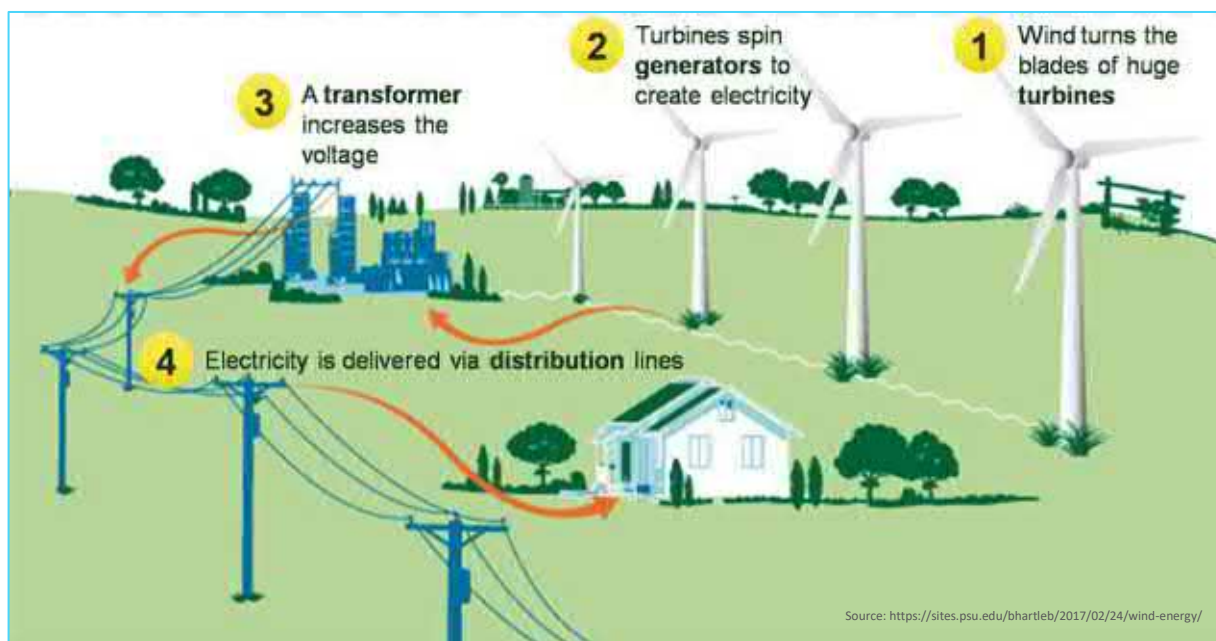 1
Wind turns the
blades of huge
turbines
2
Turbines spin
generators to
create electricity
3
A transformer
increases the
voltage
4
Electricity is delivered via distribution lines
Source: https://sites.psu.edu/bhartleb/2017/02/24/wind-energy/